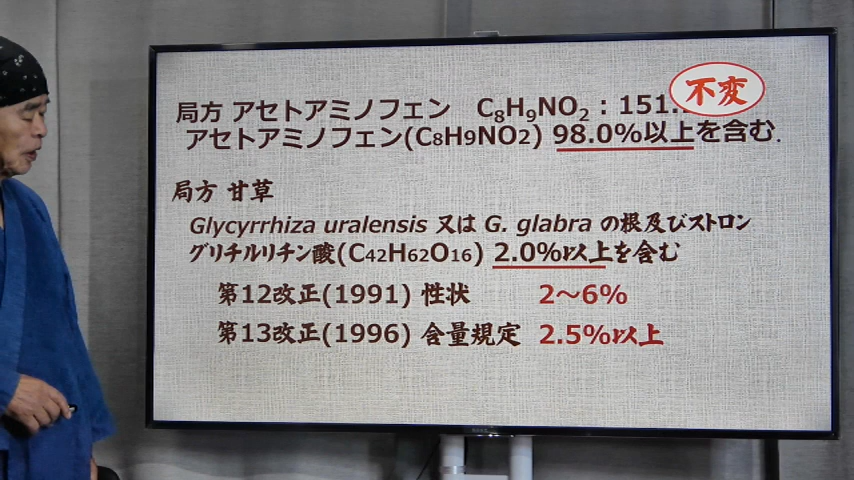 局方 アセトアミノフェン C8H9NO2 : 151.
不変
アセトアミノフェン(C8H9NO2) 98.0%以上を含む.
局方 甘草
Glycyrrhiza uralensis 又は G. glabra の根及びストロン
グリチルリチン酸(C42H62O16) 2.0%以上を含む
第12改正(1991) 性状 2～6%
第13改正(1996) 含量規定 2.5%以上